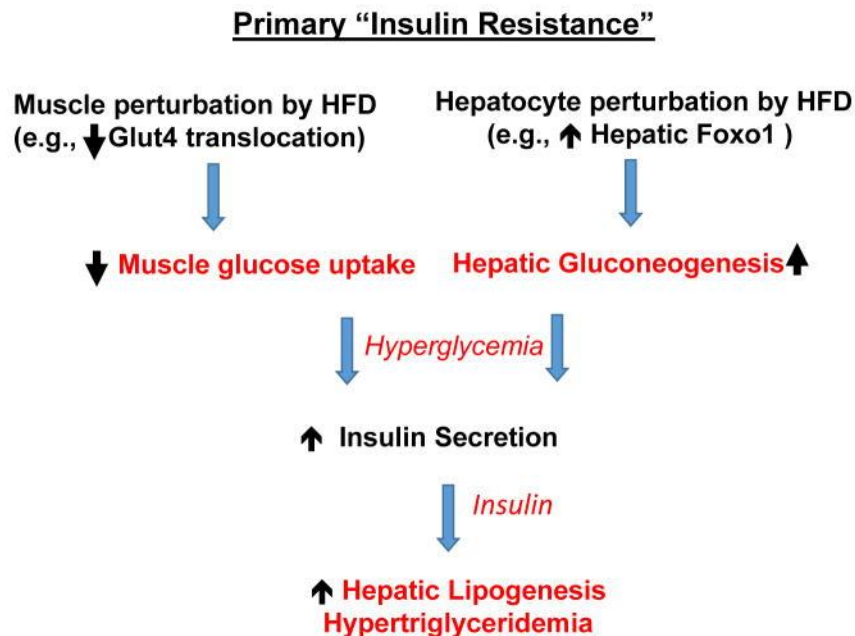 Primary “Insulin Resistance”
Muscle perturbation by HFD
(e.g., ↓Glut4 translocation)
Hepatocyte perturbation by HFD
(e.g., ↑ Hepatic Foxo1 )
↓ Muscle glucose uptake
Hepatic Gluconeogenesis↑
Hyperglycemia
↑ Insulin Secretion
Insulin
↑ Hepatic Lipogenesis
Hypertriglyceridemia